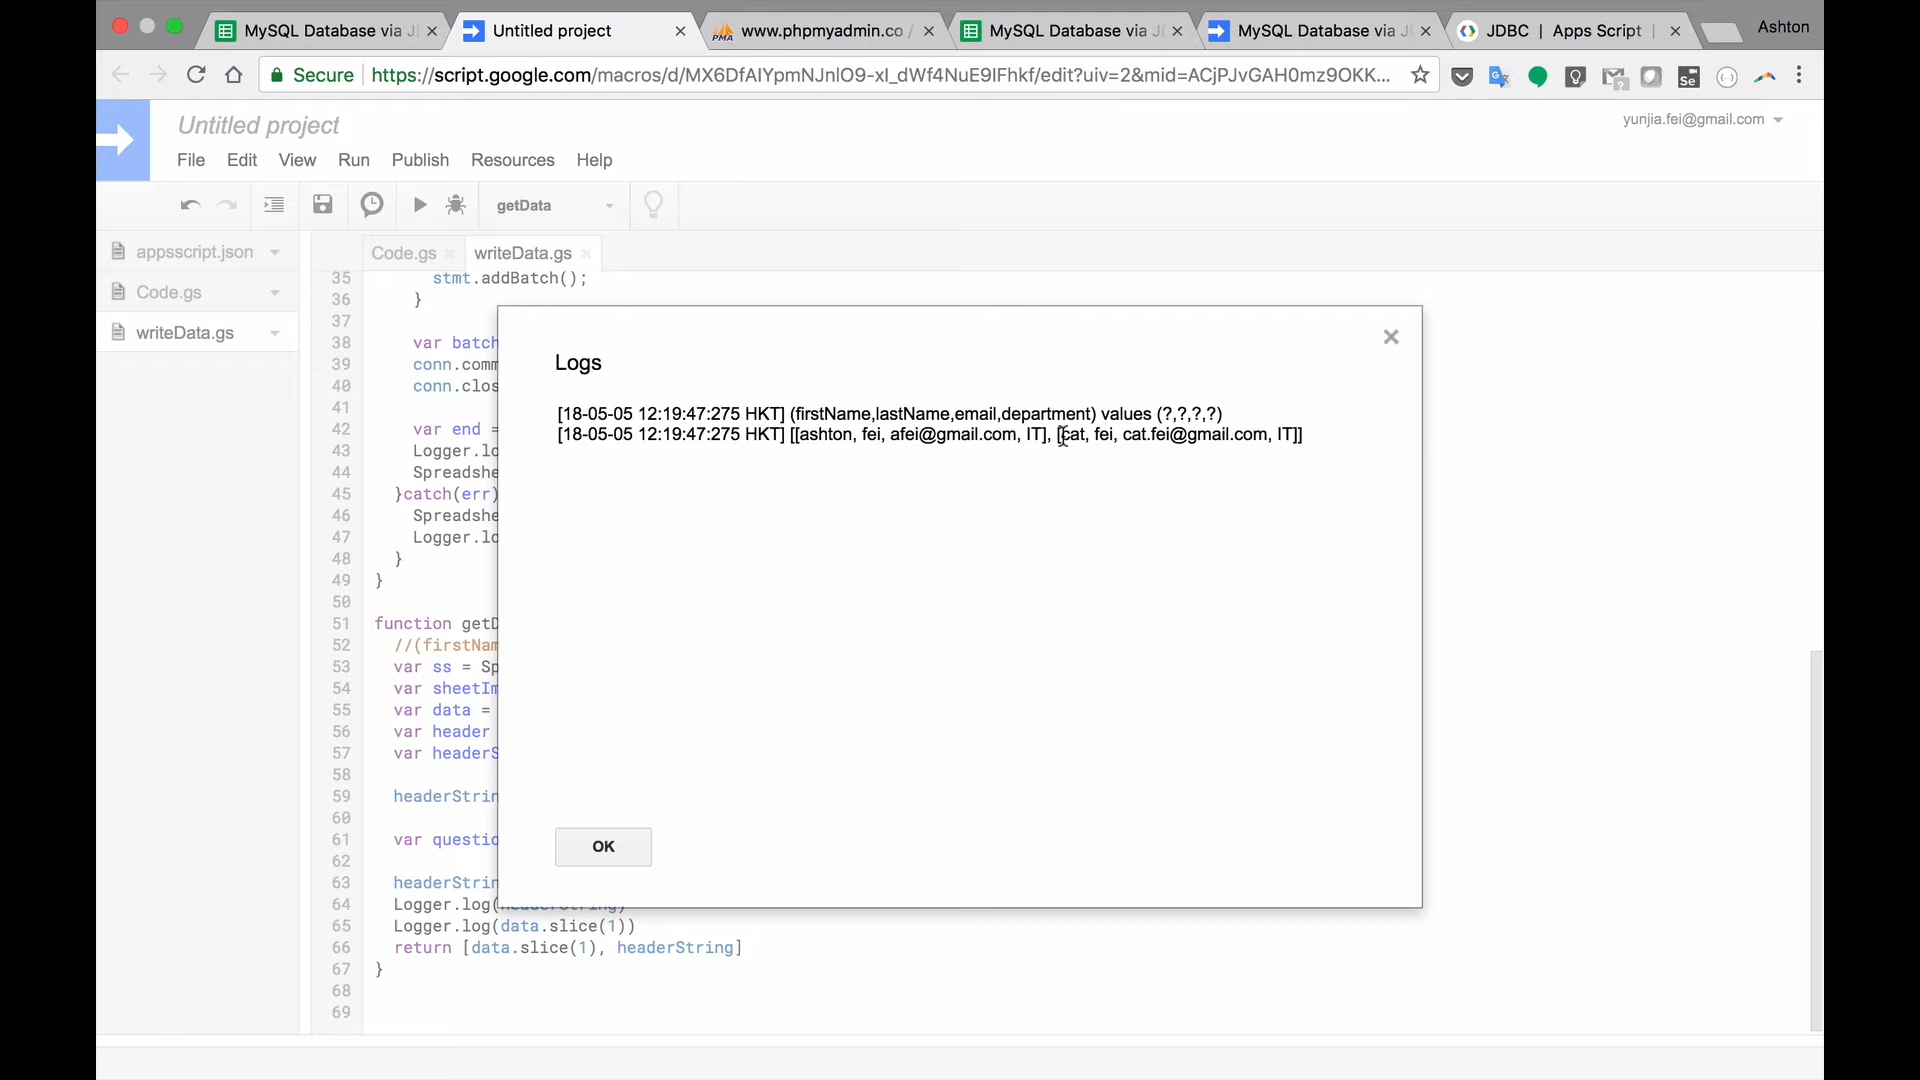 MySQL Database via J
Untitled project
www.phpmyadmin.co /
MySQL Database via J
MySQL Database via J
JDBC | Apps Script
Ashton
Secure
https://script.google.com/macros/d/MX6DfAIYpmNJnlO9-xl_dWf4NuE9IFhkf/edit?uiv=2&mid=ACjPJvGAH0mz9OKK...
Untitled project
yunjia.fei@gmail.com
File Edit View Run Publish Resources Help
getData
appsscript.json
Code.gs
writeData.gs
Code.gs
writeData.gs
35 stmt.addBatch();
36 }
37
38 var batch
39 conn.comm
40 conn.clos
41
42 var end =
43 Logger.lo
44 Spreadshe
45 }catch(err)
46 Spreadshe
47 Logger.lo
48 }
49 }
50
51 function getD
52 //(firstNam
53 var ss = Sp
54 var sheetIm
55 var data =
56 var header
57 var headerS
58
59 headerStrin
60
61 var questio
62
63 headerStrin
64 Logger.log(headerString)
65 Logger.log(data.slice(1))
66 return [data.slice(1), headerString]
67 }
68
69
Logs
[18-05-05 12:19:47:275 HKT] (firstName,lastName,email,department) values (?,?,?,?)
[18-05-05 12:19:47:275 HKT] [[ashton, fei, afei@gmail.com, IT], [cat, fei, cat.fei@gmail.com, IT]]
OK